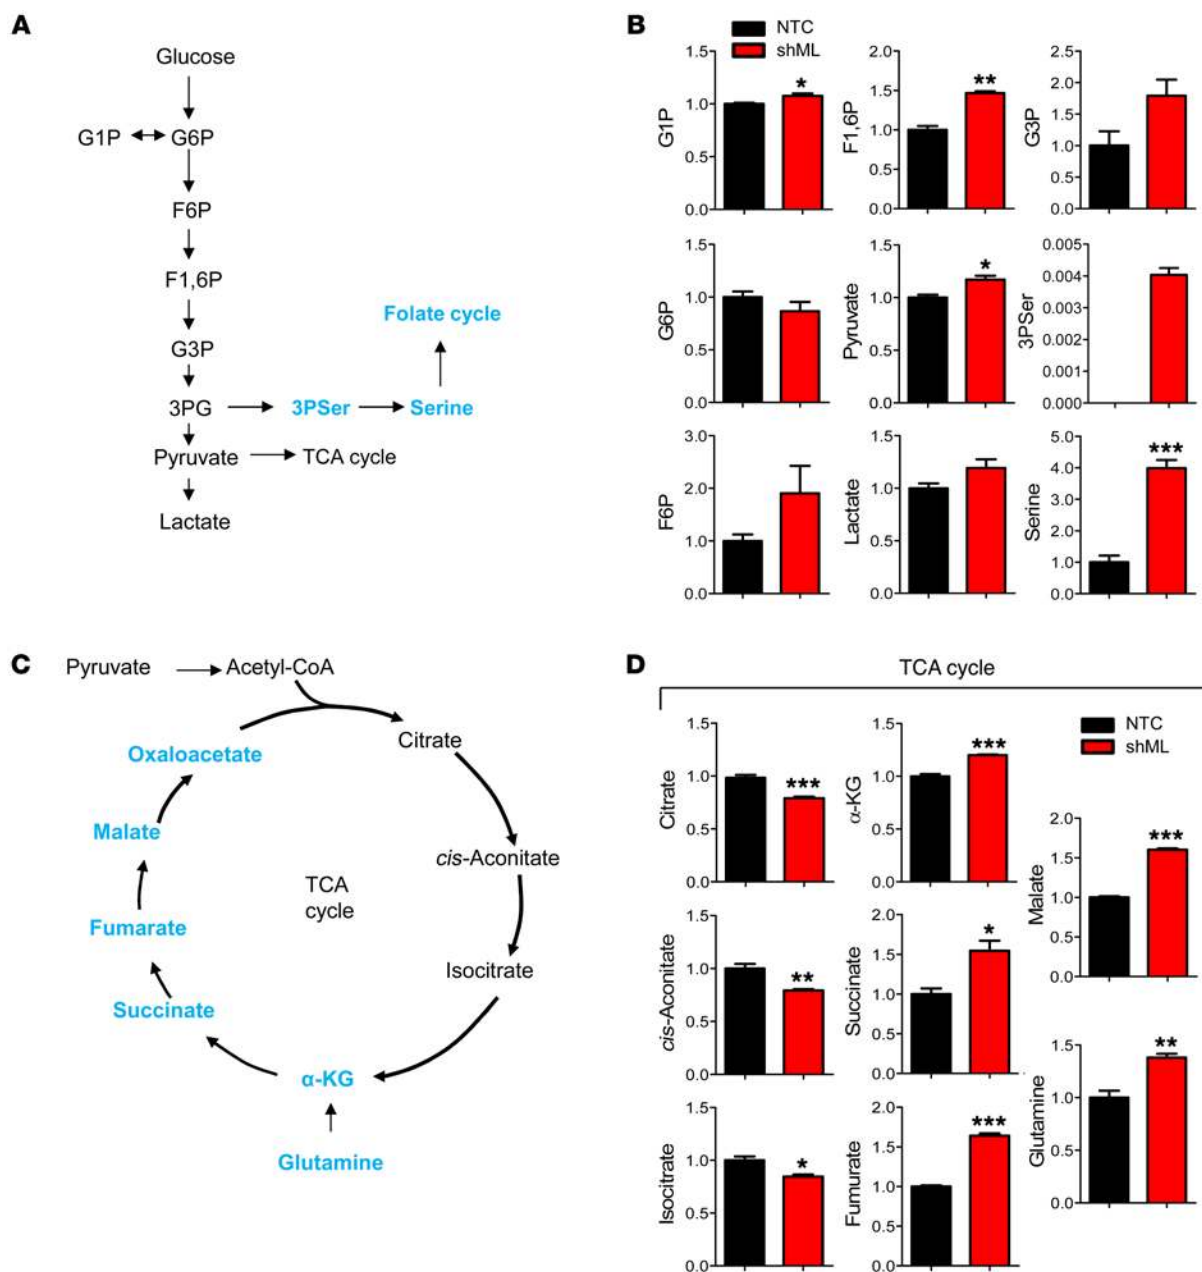 A
Glucose
G1P
G6P
F6P
F1,6P
Folate cycle
G3P
3PG
3PSer
Serine
Pyruvate
TCA cycle
Lactate
B
NTC
shML
G1P
1.5
1.0
0.5
0.0
*
F1,6P
2.0
1.5
1.0
0.5
0.0
**
G3P
2.5
2.0
1.5
1.0
0.5
0.0
G6P
1.5
1.0
0.5
0.0
Pyruvate
1.5
1.0
0.5
0.0
*
3PSer
0.005
0.004
0.003
0.002
0.001
0.000
F6P
3.0
2.0
1.0
0.0
Lactate
1.5
1.0
0.5
0.0
Serine
5.0
4.0
3.0
2.0
1.0
0.0
***
C
Pyruvate
Acetyl-CoA
Citrate
Oxaloacetate
Malate
cis-Aconitate
TCA
cycle
Fumarate
Isocitrate
Succinate
α-KG
Glutamine
D
TCA cycle
NTC
shML
Citrate
1.5
1.0
0.5
0.0
***
α-KG
1.5
1.0
0.5
0.0
***
Malate
2.0
1.5
1.0
0.5
0.0
***
cis-Aconitate
1.5
1.0
0.5
0.0
**
Succinate
2.0
1.5
1.0
0.5
0.0
*
Glutamine
1.5
1.0
0.5
0.0
**
Isocitrate
1.5
1.0
0.5
0.0
*
Fumurate
2.0
1.5
1.0
0.5
0.0
***